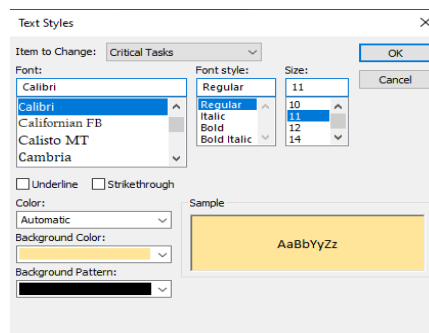 Text Styles
Item to Change: Critical Tasks
OK
Cancel
Font: Font style: Size:
Calibri Regular 11
Calibri Regular 10
Californian FB Italic 11
Calisto MT Bold 12
Cambria Bold Italic 14
Underline Strikethrough
Color: Sample
Automatic
Background Color:
AaBbYyZz
Background Pattern: